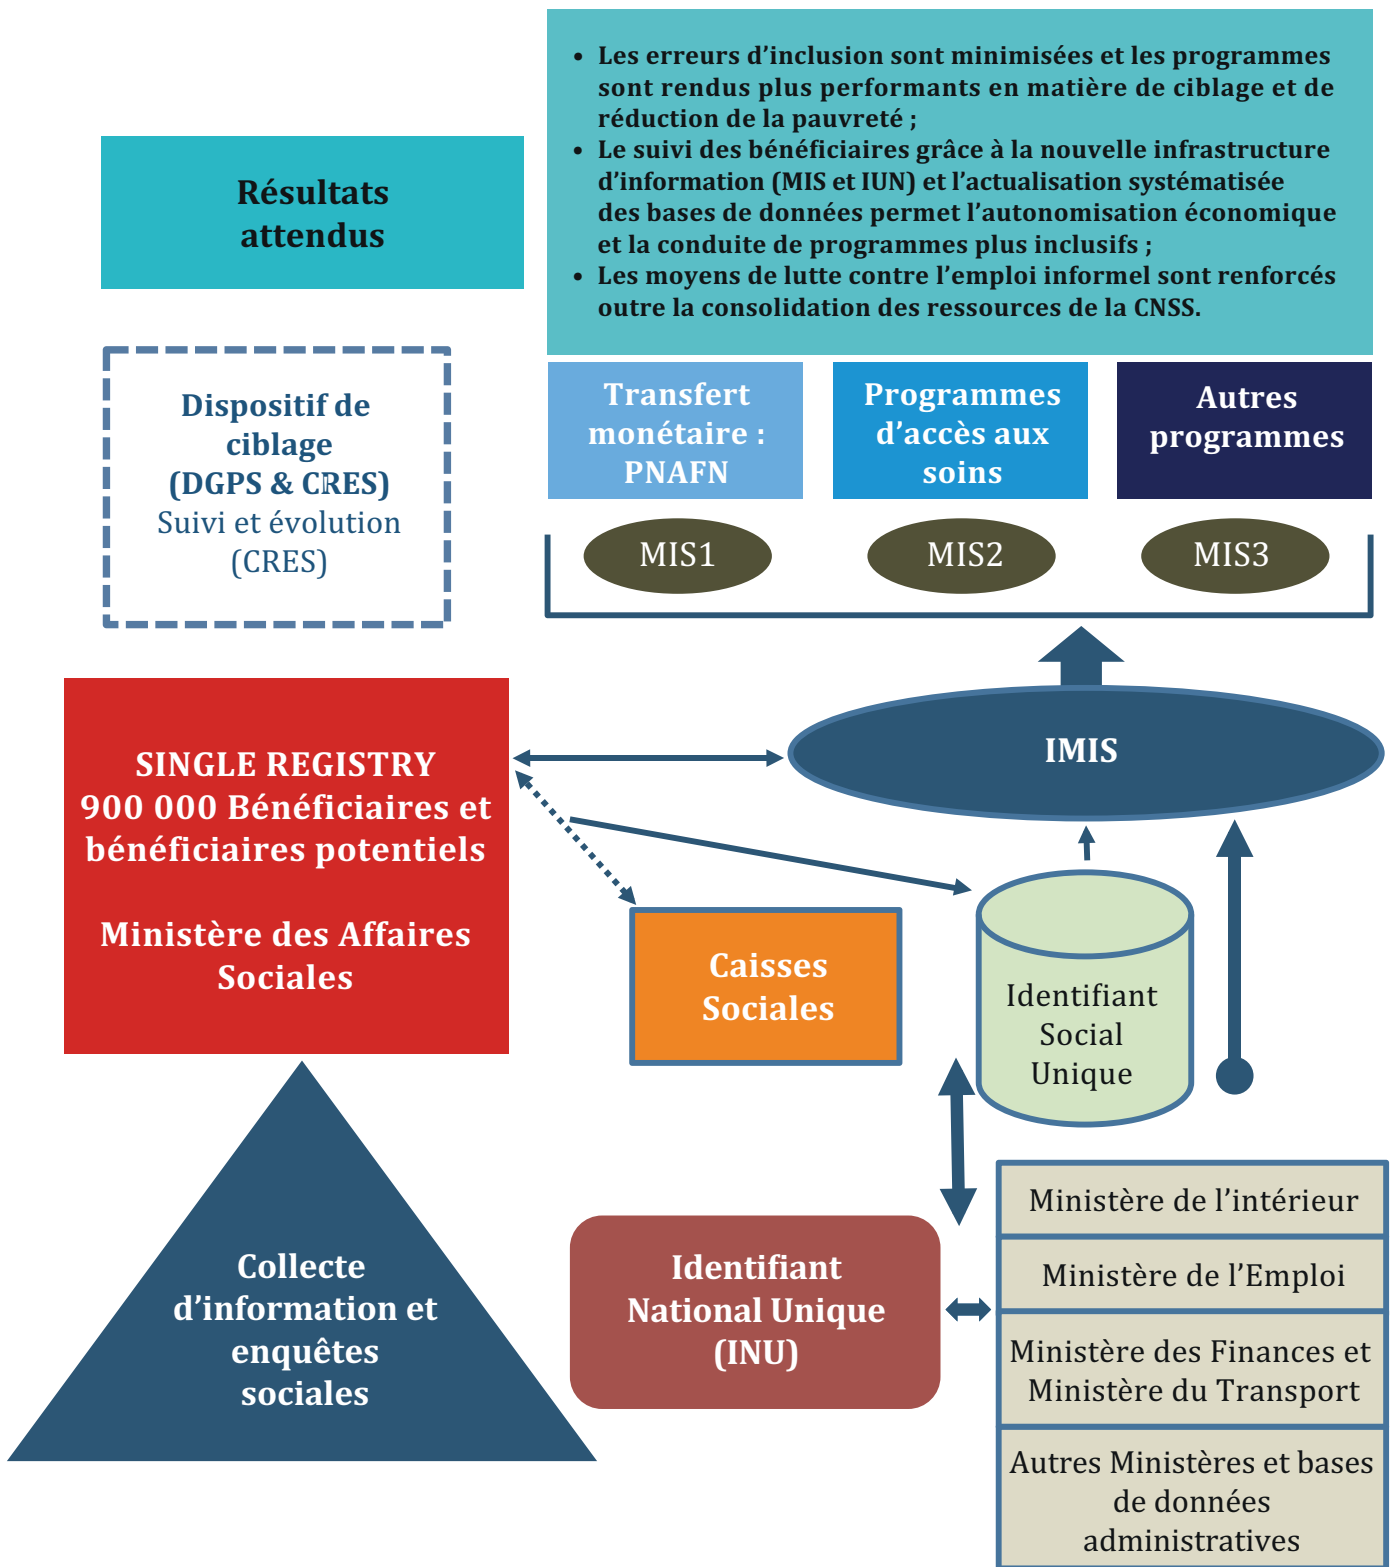 • Les erreurs d’inclusion sont minimisées et les programmes
sont rendus plus performants en matière de ciblage et de
réduction de la pauvreté ;
• Le suivi des bénéficiaires grâce à la nouvelle infrastructure
d’information (MIS et IUN) et l’actualisation systématisée
des bases de données permet l’autonomisation économique
et la conduite de programmes plus inclusifs ;
• Les moyens de lutte contre l’emploi informel sont renforcés
outre la consolidation des ressources de la CNSS.
Résultats
attendus
Dispositif de
ciblage
(DGPS & CRES)
Suivi et évolution
(CRES)
Transfert
monétaire :
PNAFN
Programmes
d’accès aux
soins
Autres
programmes
MIS1
MIS2
MIS3
SINGLE REGISTRY
900 000 Bénéficiaires et
bénéficiaires potentiels
Ministère des Affaires
Sociales
IMIS
Caisses
Sociales
Identifiant
Social
Unique
Collecte
d’information et
enquêtes
sociales
Identifiant
National Unique
(INU)
Ministère de l’intérieur
Ministère de l’Emploi
Ministère des Finances et
Ministère du Transport
Autres Ministères et bases
de données
administratives